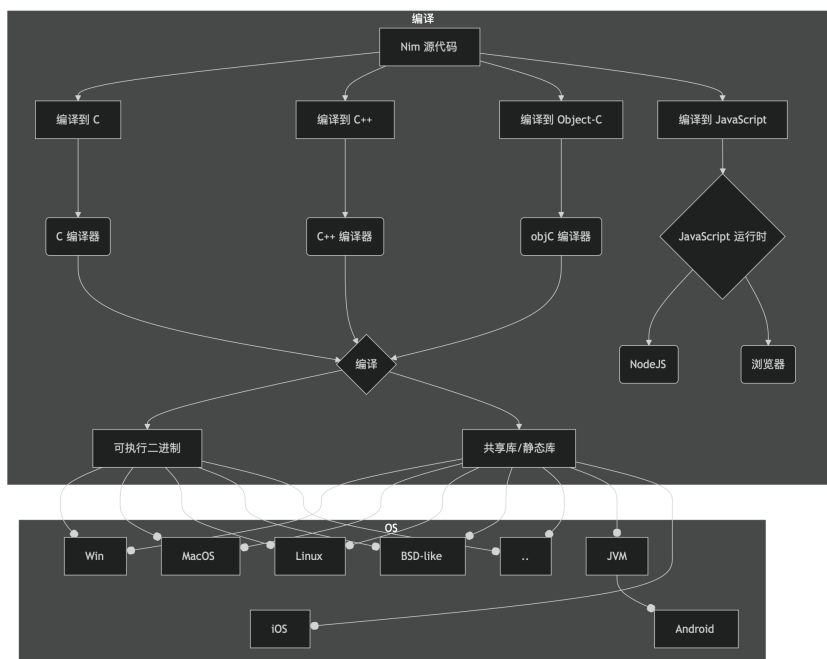 编译
Nim 源代码
编译到 C
编译到 C++
编译到 Object-C
编译到 JavaScript
C 编译器
C++ 编译器
objC 编译器
JavaScript 运行时
编译
NodeJS
浏览器
可执行二进制
共享库/静态库
OS
Win
MacOS
Linux
BSD-like
..
JVM
iOS
Android